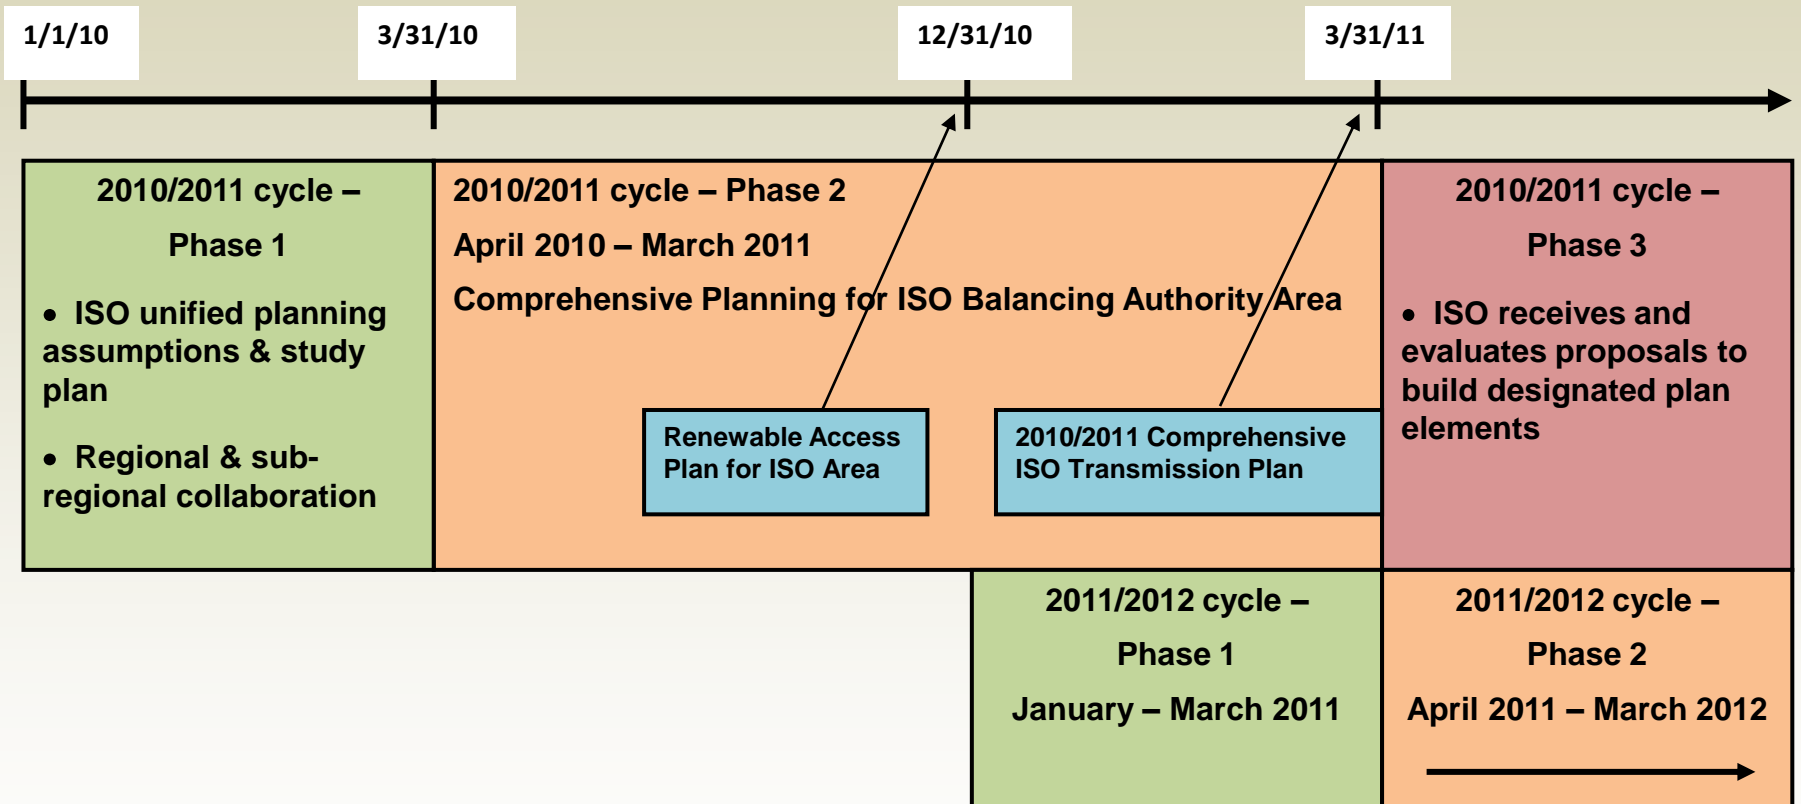 1/1/10
3/31/10
12/31/10
3/31/11
2010/2011 cycle –
Phase 1
• ISO unified planning
assumptions & study
plan
• Regional & sub-
regional collaboration
2010/2011 cycle – Phase 2
April 2010 – March 2011
Comprehensive Planning for ISO Balancing Authority Area
Renewable Access
Plan for ISO Area
2010/2011 Comprehensive
ISO Transmission Plan
2010/2011 cycle –
Phase 3
• ISO receives and
evaluates proposals to
build designated plan
elements
2011/2012 cycle –
Phase 1
January – March 2011
2011/2012 cycle –
Phase 2
April 2011 – March 2012